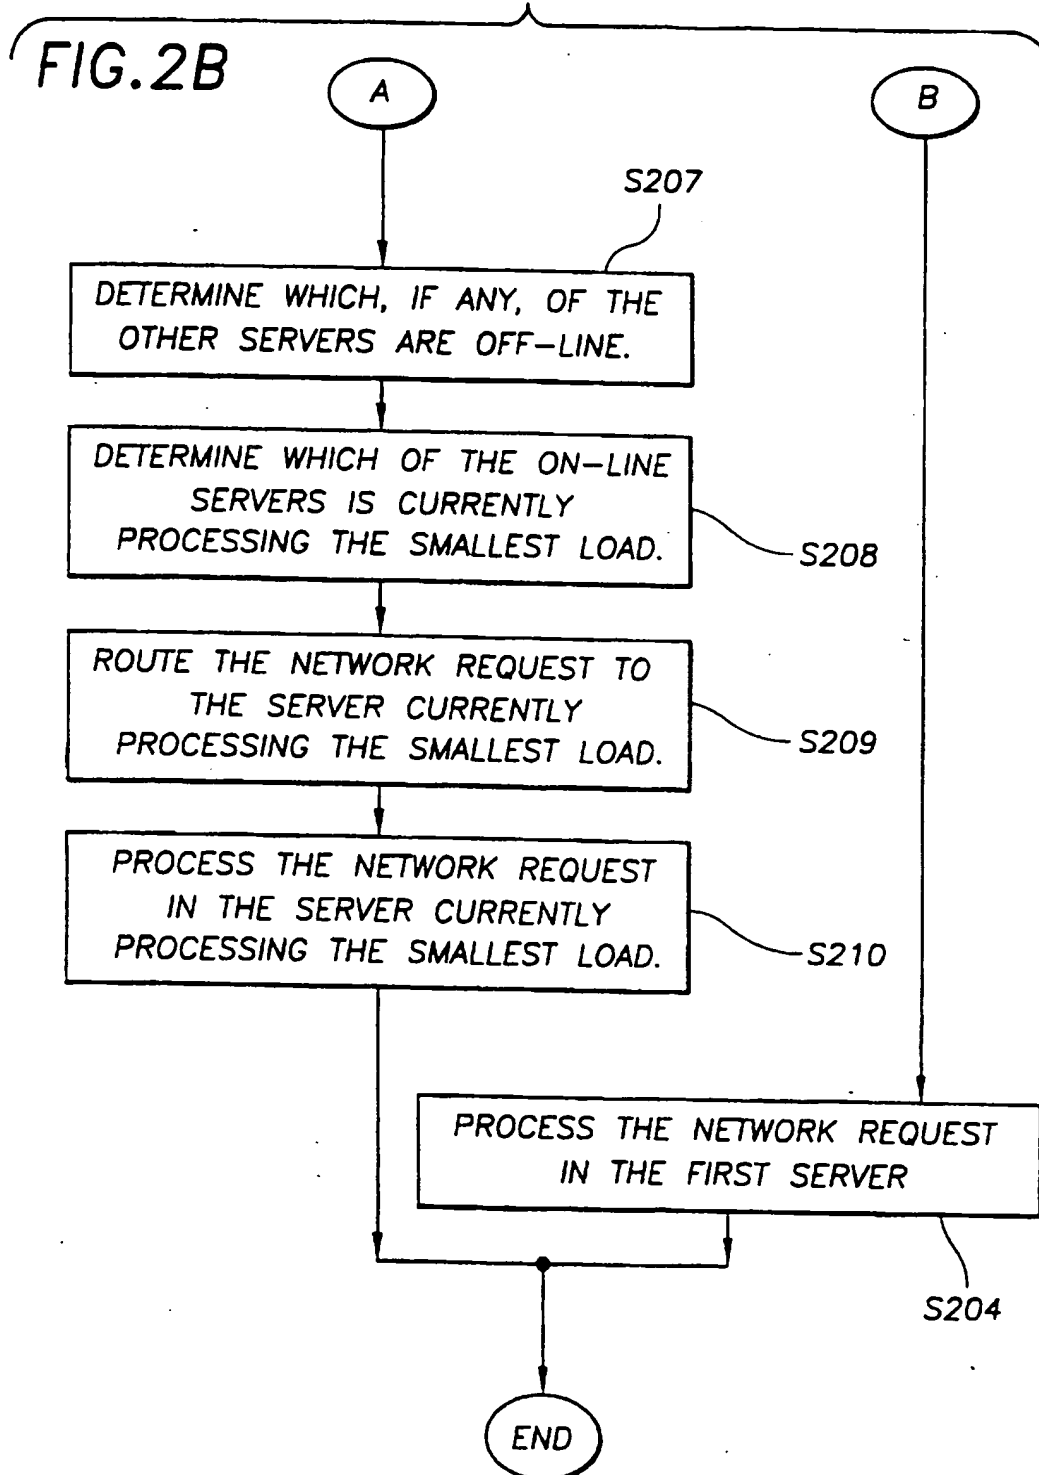 FIG.2B
A
B
S207
DETERMINE WHICH, IF ANY, OF THE
OTHER SERVERS ARE OFF-LINE.
DETERMINE WHICH OF THE ON-LINE
SERVERS IS CURRENTLY
PROCESSING THE SMALLEST LOAD.
S208
ROUTE THE NETWORK REQUEST TO
THE SERVER CURRENTLY
PROCESSING THE SMALLEST LOAD.
S209
PROCESS THE NETWORK REQUEST
IN THE SERVER CURRENTLY
PROCESSING THE SMALLEST LOAD.
S210
PROCESS THE NETWORK REQUEST
IN THE FIRST SERVER
S204
END